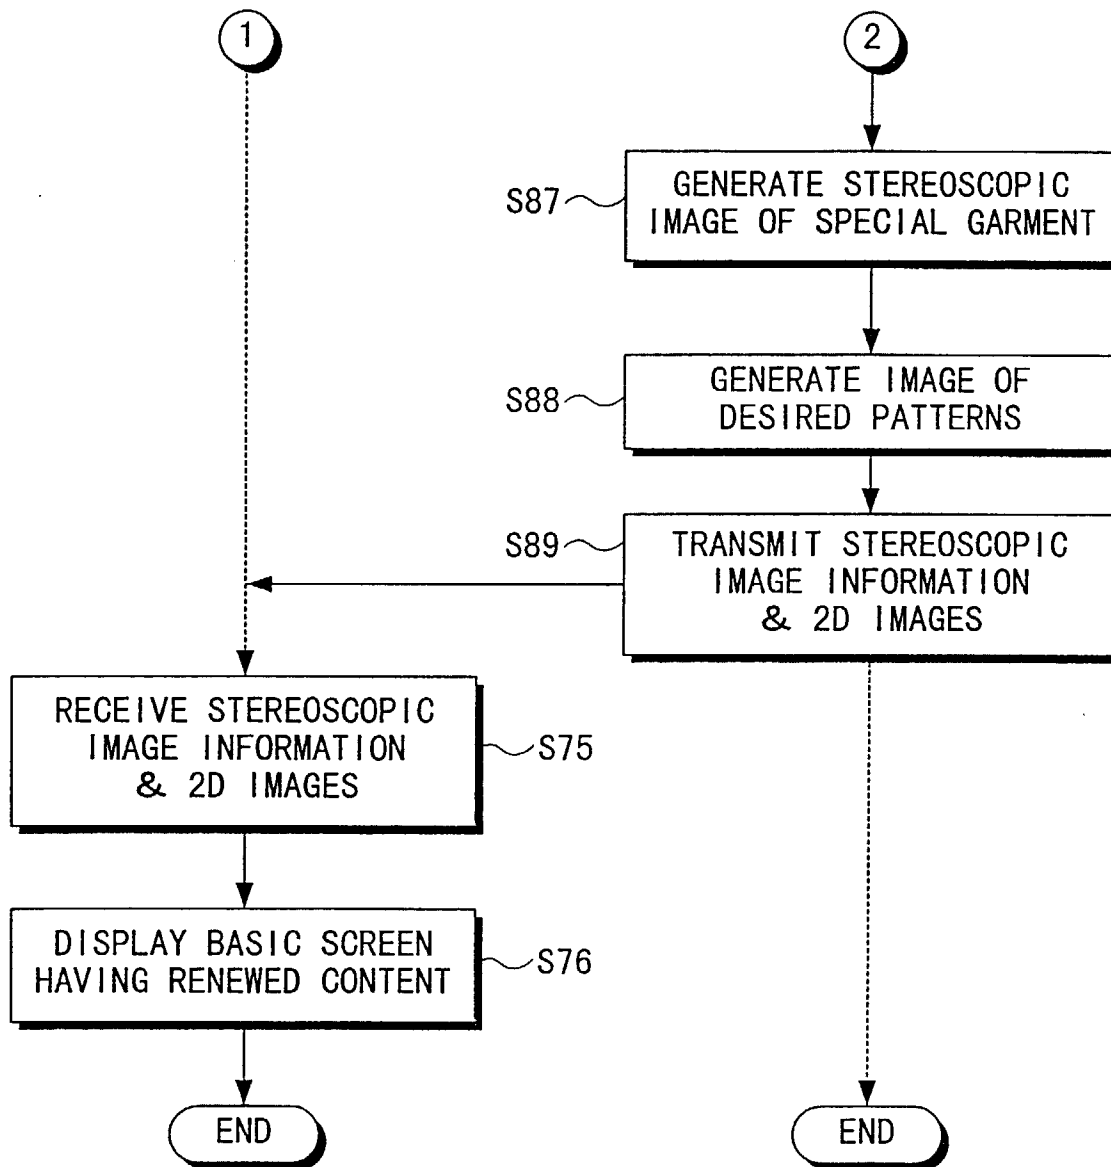 1
2
S87
GENERATE STEREOSCOPIC
IMAGE OF SPECIAL GARMENT
S88
GENERATE IMAGE OF
DESIRED PATTERNS
S89
TRANSMIT STEREOSCOPIC
IMAGE INFORMATION
& 2D IMAGES
RECEIVE STEREOSCOPIC
IMAGE INFORMATION
& 2D IMAGES
S75
DISPLAY BASIC SCREEN
HAVING RENEWED CONTENT
S76
END
END